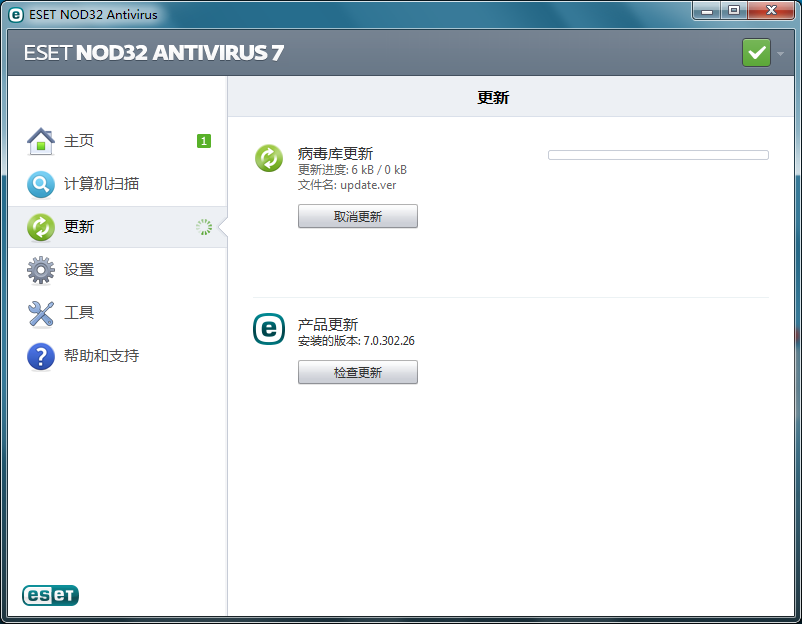 ESET NOD32 Antivirus
ESET NOD32 ANTIVIRUS 7
更新
主页
1
计算机扫描
更新
设置
工具
帮助和支持
病毒库更新
更新进度: 6 kB / 0 kB
文件名: update.ver
取消更新
产品更新
安装的版本: 7.0.302.26
检查更新
eset